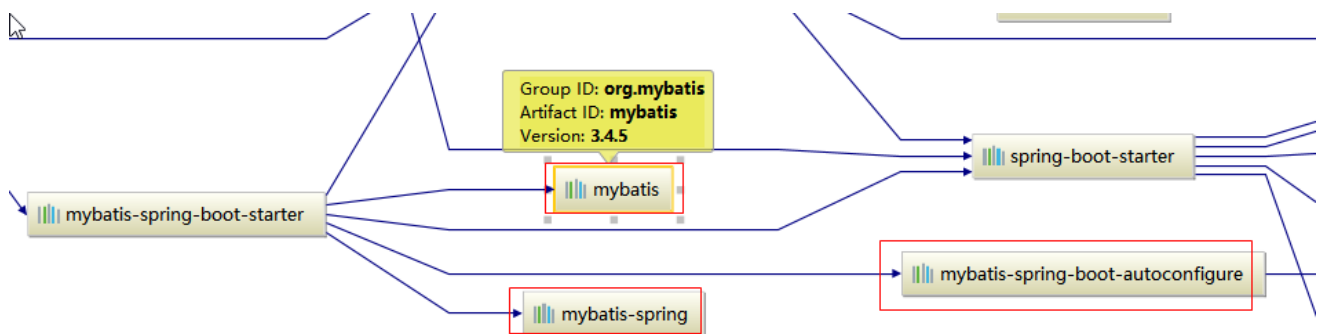 Group ID: org.mybatis
Artifact ID: mybatis
Version: 3.4.5
spring-boot-starter
mybatis
mybatis-spring-boot-starter
mybatis-spring-boot-autoconfigure
mybatis-spring